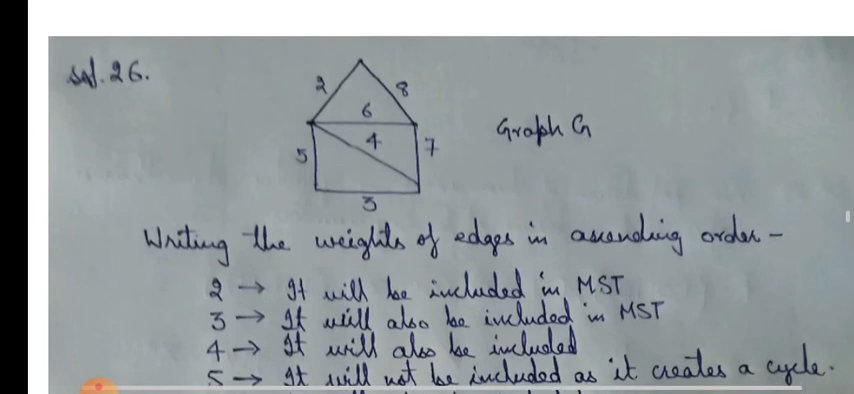 Sol. 26.
2
8
6
4
5
7
3
Graph G
Writing the weights of edges in ascending order -
2 → It will be included in MST
3 → It will also be included in MST
4 → It will also be included
5 → It will not be included as it creates a cycle.